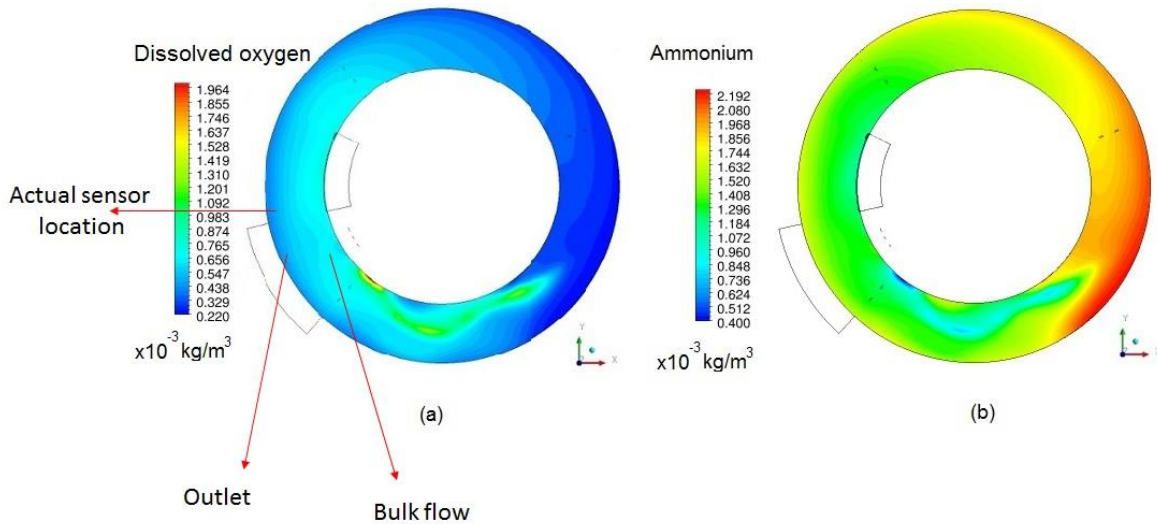 Dissolved oxygen
1.964
1.855
1.746
1.637
1.528
1.419
1.310
1.201
1.092
0.983
0.874
0.765
0.656
0.547
0.438
0.329
0.220
x10⁻³ kg/m³
Actual sensor
location
Outlet
Bulk flow
Y
X
Z
(a)
Ammonium
2.192
2.080
1.968
1.856
1.744
1.632
1.520
1.408
1.296
1.072
0.960
0.848
0.736
0.624
0.512
0.400
x10⁻³ kg/m³
Y
Z
(b)